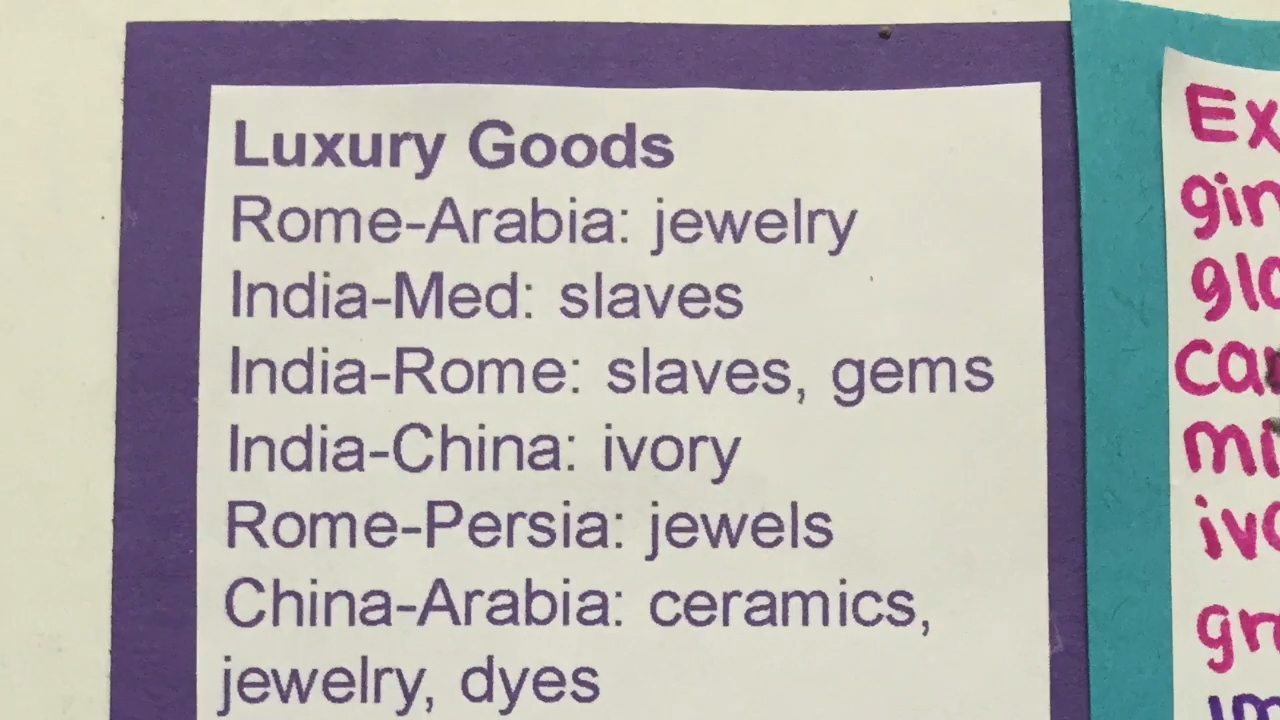 Luxury Goods
Rome-Arabia: jewelry
India-Med: slaves
India-Rome: slaves, gems
India-China: ivory
Rome-Persia: jewels
China-Arabia: ceramics,
jewelry, dyes